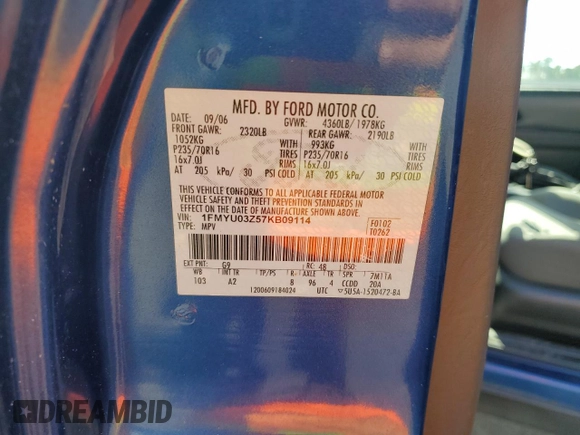 MFD. BY FORD MOTOR CO.
DATE: 09/06 GVWR: 4360LB/ 1978KG
FRONT GAWR: 2320LB REAR GAWR: 2190LB
1052KG WITH 993KG WITH
P235/70R16 TIRES P235/70R16 TIRES
16x7.0J RIMS 16x7.0J RIMS
AT 205 kPa/ 30 PSI COLD AT 205 kPa/ 30 PSI COLD
THIS VEHICLE CONFORMS TO ALL APPLICABLE FEDERAL MOTOR
VEHICLE SAFETY AND THEFT PREVENTION STANDARDS IN
EFFECT ON THE DATE OF MANUFACTURE SHOWN ABOVE.
VIN: 1FMYU03Z57KB09114 F0102
TYPE: MPV T0262
EXT PNT: G9 RC: 48 DSO:
WB INT TR TP/PS R AXLE TR SPR 7M11A
103 A2 8 96 4 CCDD 20A
1200609184024 UTC 5U5A-1520472-BA
DREAMBID